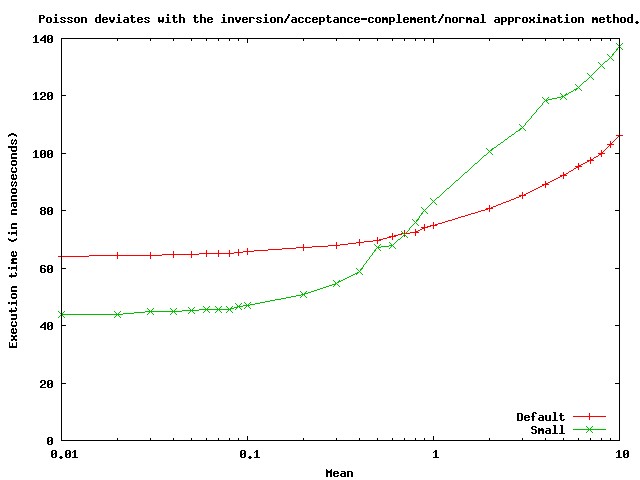 Poisson deviates with the inversion/acceptance-complement/normal approximation method.
140
120
100
80
60
40
20
0
Execution time (in nanoseconds)
0.01 0.1 1 10
Mean
Default
Small